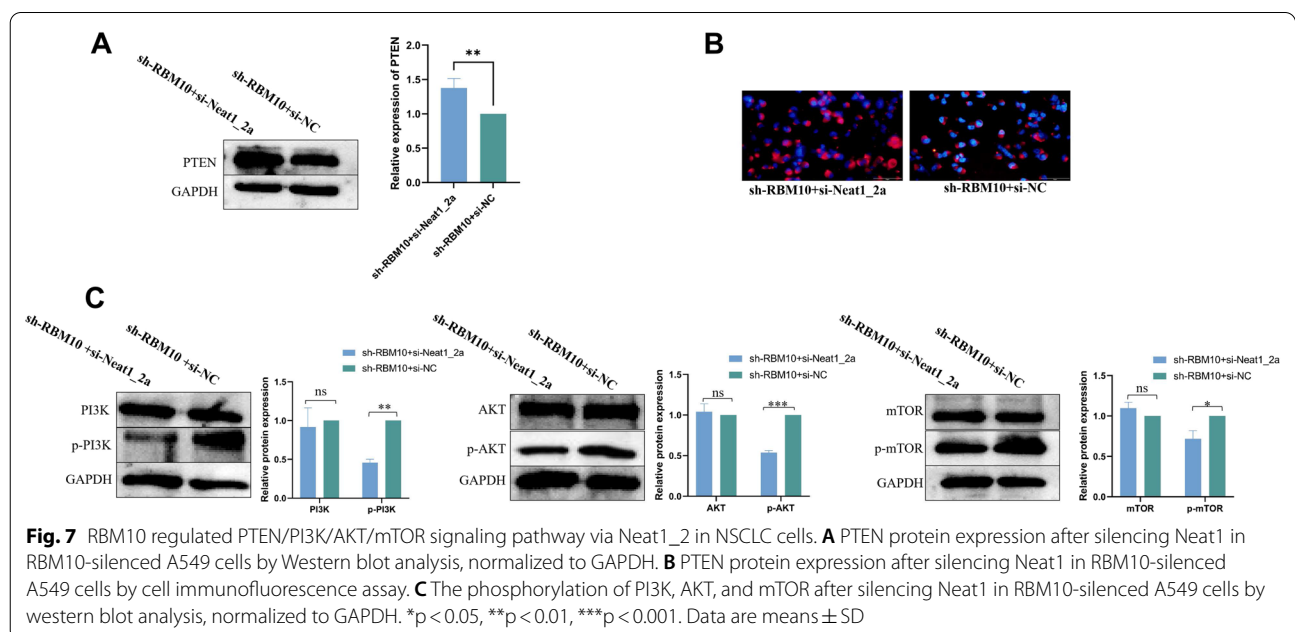 A
sh-RBM10+si-Neat1_2a
sh-RBM10+si-NC
PTEN
GAPDH
Relative expression of PTEN
2.0
1.5
1.0
0.5
0.0
**
sh-RBM10+si-Neat1_2a
sh-RBM10+si-NC
B
sh-RBM10+si-Neat1_2a
sh-RBM10+si-NC
C
sh-RBM10 +si-Neat1_2a
sh-RBM10 +si-NC
PI3K
p-PI3K
GAPDH
sh-RBM10+si-Neat1_2a
sh-RBM10+si-NC
Relative protein expression
1.5
1.0
0.5
0.0
ns
**
PI3K
p-PI3K
sh-RBM10+si-Neat1_2a
sh-RBM10+si-NC
AKT
p-AKT
GAPDH
sh-RBM10+si-Neat1_2a
sh-RBM10+si-NC
Relative protein expression
1.5
1.0
0.5
0.0
ns
***
AKT
p-AKT
sh-RBM10+si-Neat1_2a
sh-RBM10+si-NC
mTOR
p-mTOR
GAPDH
sh-RBM10+si-Neat1_2a
sh-RBM10+si-NC
Relative protein expression
1.5
1.0
0.5
0.0
ns
*
mTOR
p-mTOR
Fig. 7 RBM10 regulated PTEN/PI3K/AKT/mTOR signaling pathway via Neat1_2 in NSCLC cells. A PTEN protein expression after silencing Neat1 in
RBM10-silenced A549 cells by Western blot analysis, normalized to GAPDH. B PTEN protein expression after silencing Neat1 in RBM10-silenced
A549 cells by cell immunofluorescence assay. C The phosphorylation of PI3K, AKT, and mTOR after silencing Neat1 in RBM10-silenced A549 cells by
western blot analysis, normalized to GAPDH. *p < 0.05, **p < 0.01, ***p < 0.001. Data are means ± SD